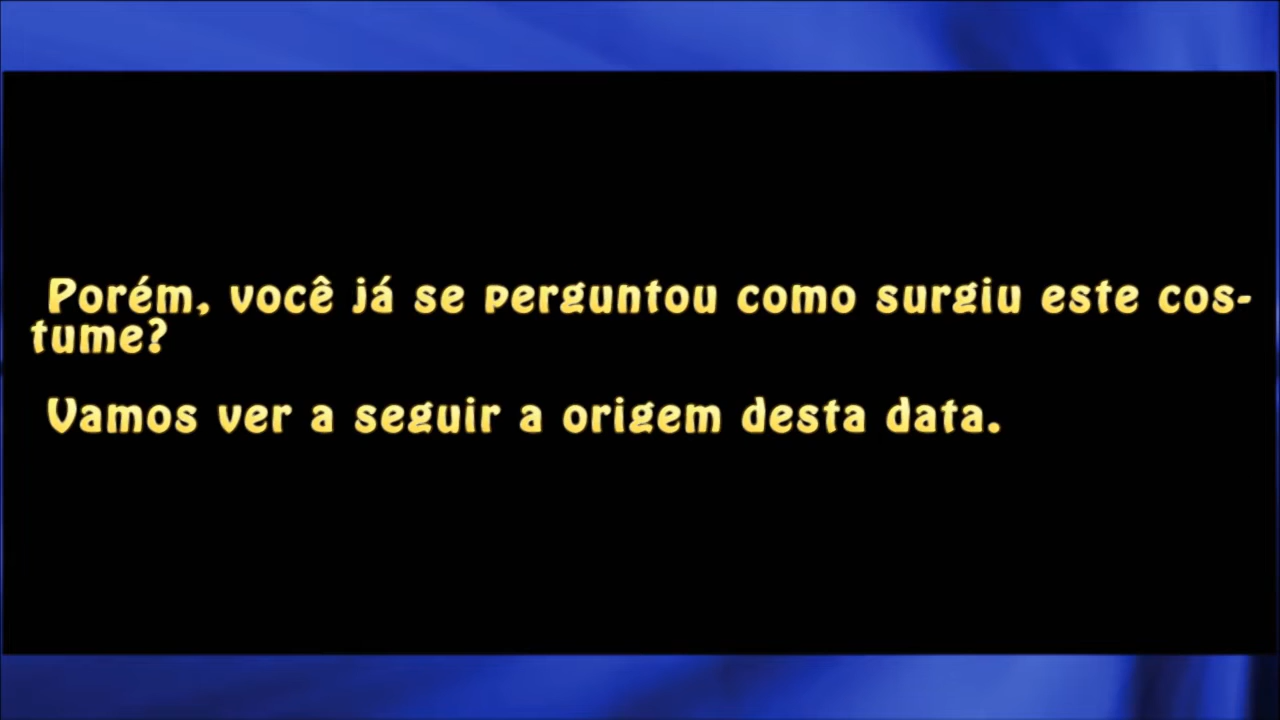 Porém, você já se perguntou como surgiu este cos-
tume?
Vamos ver a seguir a origem desta data.